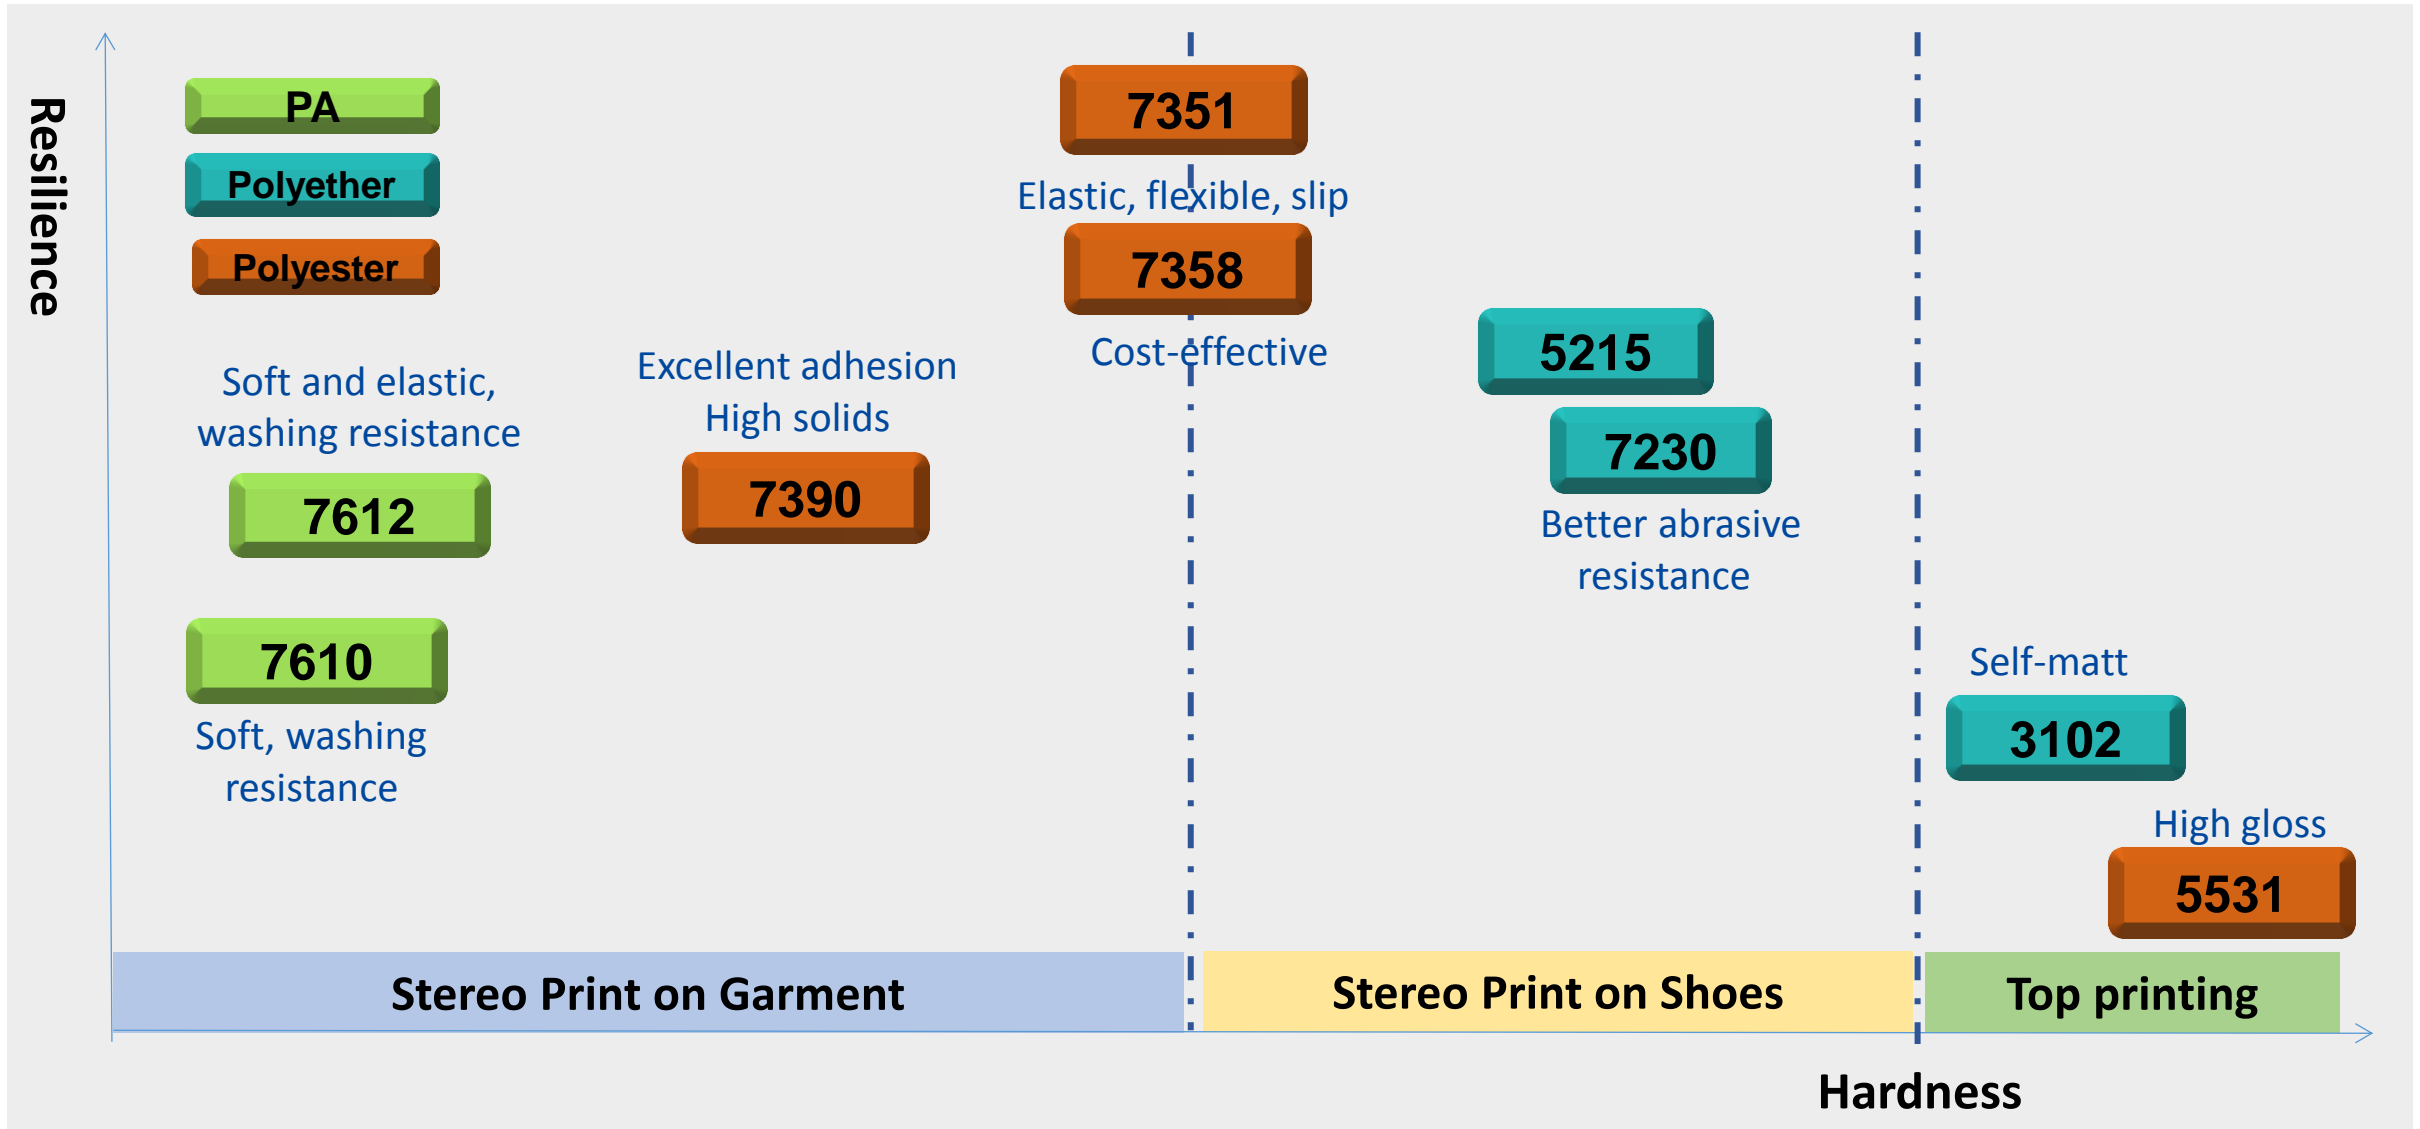 Resilience
PA
Polyether
Polyester
7351
Elastic, flexible, slip
7358
Cost-effective
5215
7230
Better abrasive
resistance
Soft and elastic,
washing resistance
7612
Excellent adhesion
High solids
7390
7610
Soft, washing
resistance
Self-matt
3102
High gloss
5531
Stereo Print on Garment
Stereo Print on Shoes
Top printing
Hardness